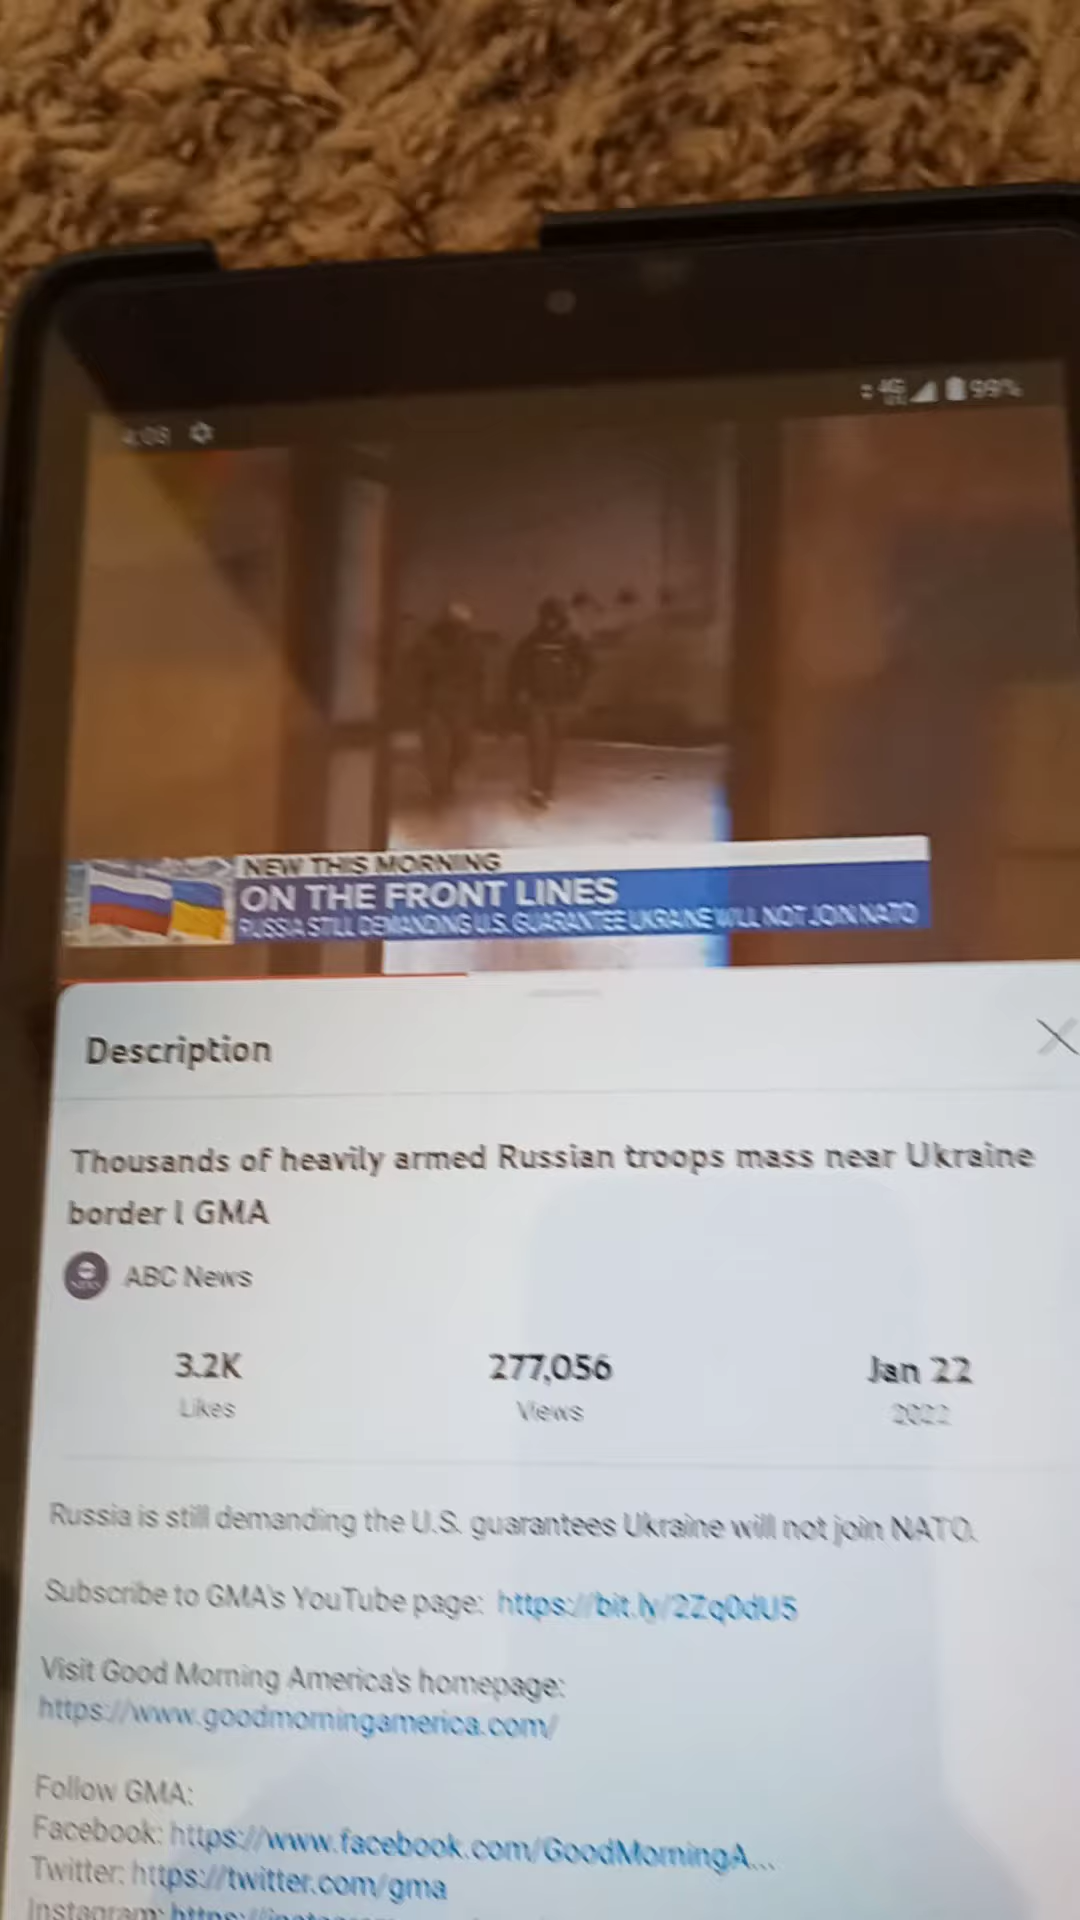 4:09
4G 99%
NEW THIS MORNING
ON THE FRONT LINES
RUSSIA STILL DEMANDING U.S. GUARANTEE UKRAINE WILL NOT JOIN NATO
Description
Thousands of heavily armed Russian troops mass near Ukraine
border l GMA
ABC News
3.2K 277,056 Jan 22
Likes Views 2022
Russia is still demanding the U.S. guarantees Ukraine will not join NATO.
Subscribe to GMA's YouTube page: https://bit.ly/2Zq0dU5
Visit Good Morning America's homepage:
https://www.goodmorningamerica.com/
Follow GMA:
Facebook: https://www.facebook.com/GoodMorningA...
Twitter: https://twitter.com/gma
Instagram: